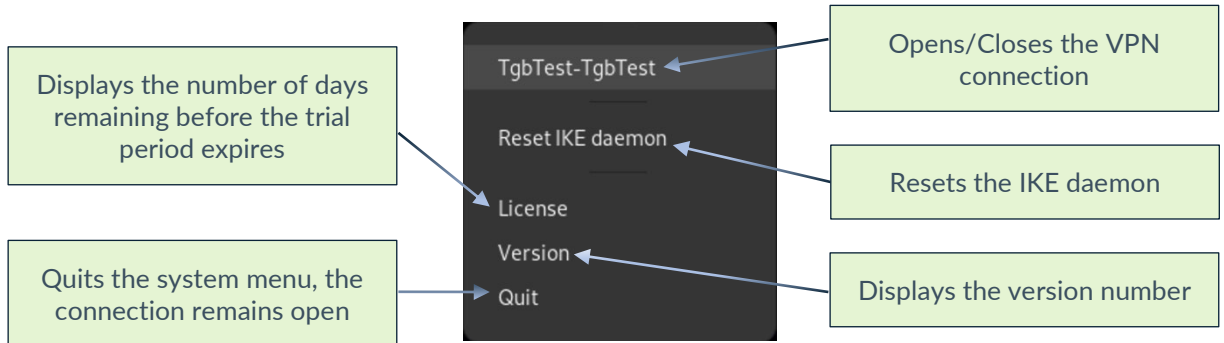 Displays the number of days
remaining before the trial
period expires
Quits the system menu, the
connection remains open
TgbTest-TgbTest
Reset IKE daemon
License
Version
Quit
Opens/Closes the VPN
connection
Resets the IKE daemon
Displays the version number